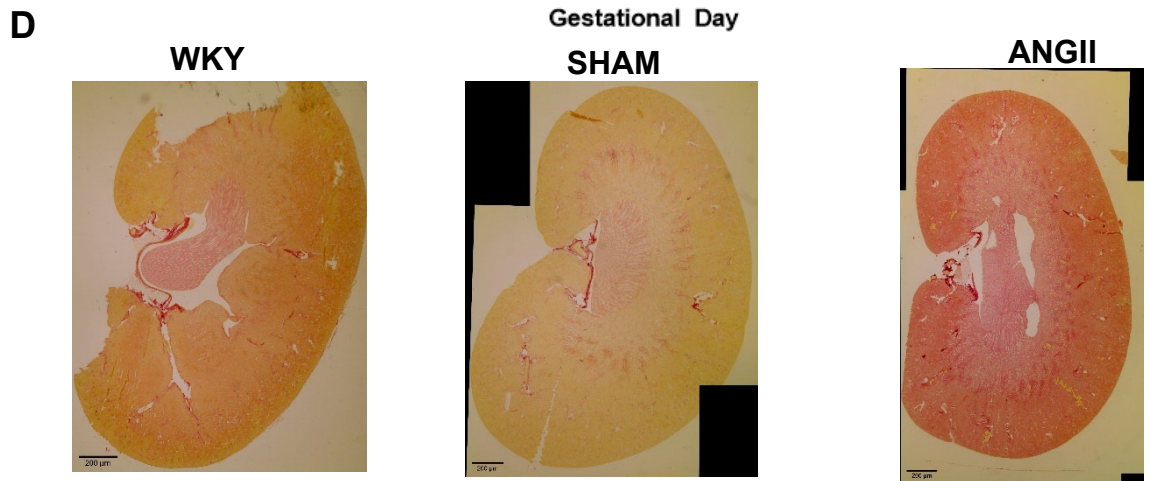 D
Gestational Day
WKY
SHAM
ANGII
200 µm
200 µm
200 µm